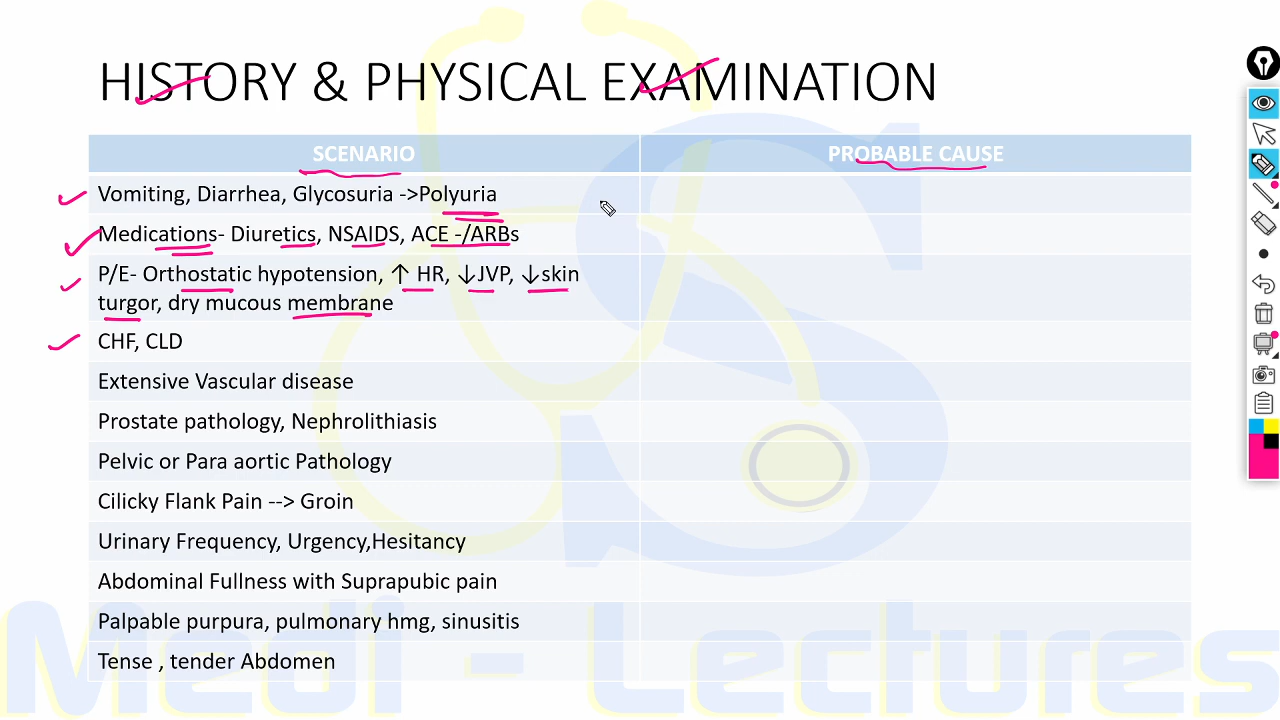 HISTORY & PHYSICAL EXAMINATION
SCENARIO PROBABLE CAUSE
Vomiting, Diarrhea, Glycosuria ->Polyuria
Medications- Diuretics, NSAIDS, ACE -/ARBs
P/E- Orthostatic hypotension, ↑ HR, ↓JVP, ↓skin
turgor, dry mucous membrane
CHF, CLD
Extensive Vascular disease
Prostate pathology, Nephrolithiasis
Pelvic or Para aortic Pathology
Cilicky Flank Pain --> Groin
Urinary Frequency, Urgency,Hesitancy
Abdominal Fullness with Suprapubic pain
Palpable purpura, pulmonary hmg, sinusitis
Tense , tender Abdomen
Medi - Lectures